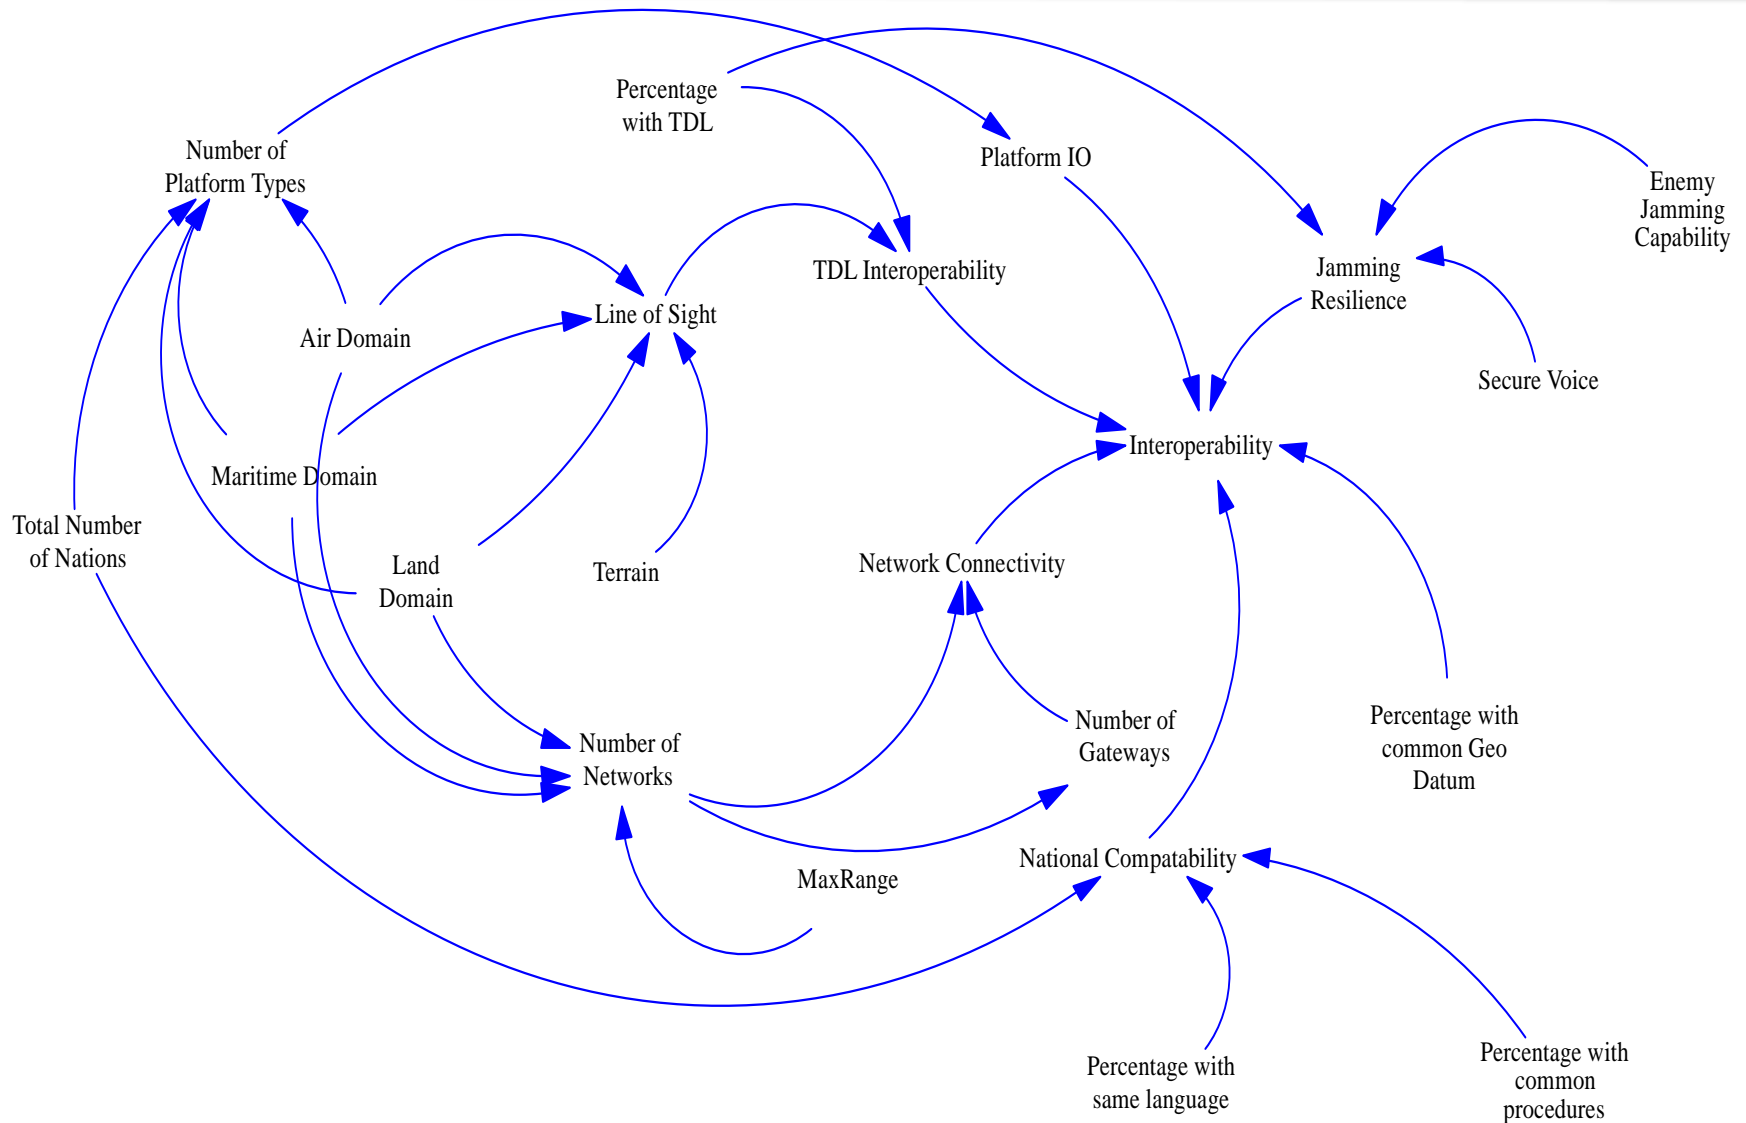 Percentage
with TDL
Number of
Platform Types
Platform IO
Enemy
Jamming
Capability
TDL Interoperability
Jamming
Resilience
Line of Sight
Air Domain
Secure Voice
Interoperability
Maritime Domain
Total Number
of Nations
Land
Domain
Terrain
Network Connectivity
Number of
Networks
Number of
Gateways
Percentage with
common Geo
Datum
MaxRange
National Compatability
Percentage with
same language
Percentage with
common
procedures